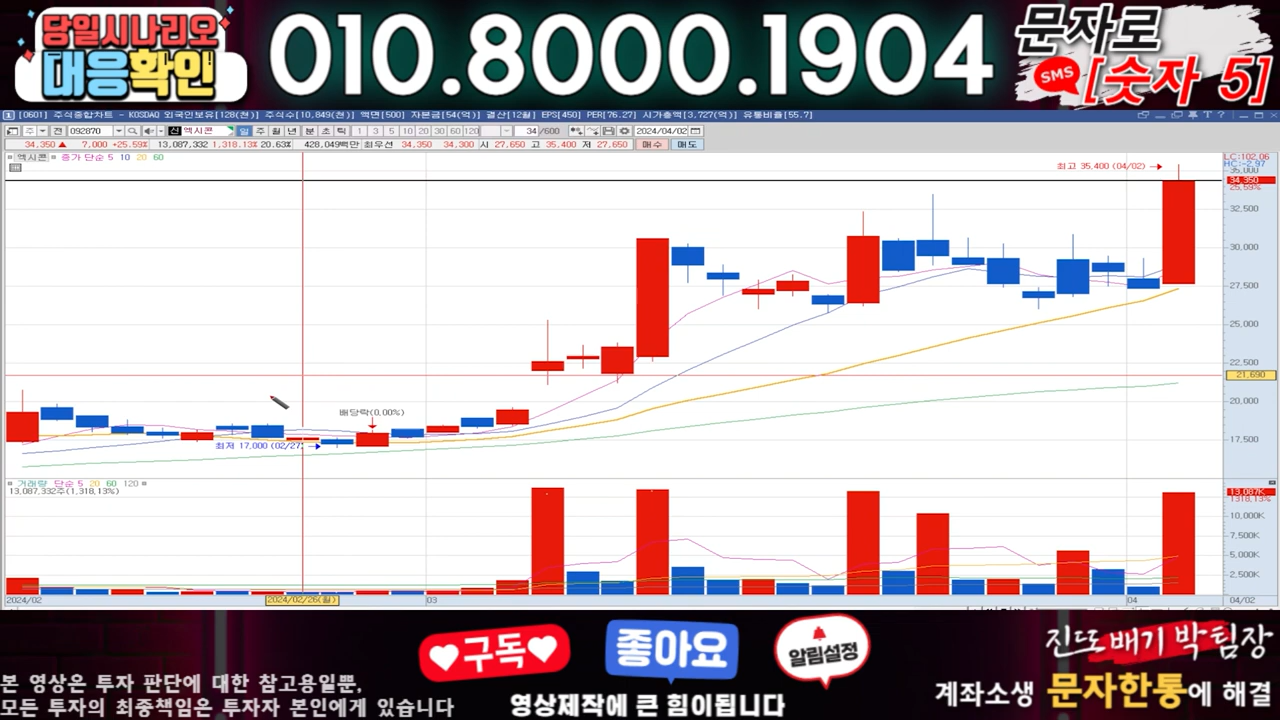 당일시나리오
대응확인
010.8000.1904
문자로
SMS [숫자 5]
[0601] 주식종합차트 - KOSDAQ 외국인보유[128(천)] 주식수[10,849(천)] 액면[500] 자본금[54(억)] 결산[12월] EPS[450] PER[76.27] 시가총액[3,727(억)] 유통비율[55.7]
주 전 092870 신 엑시콘 일 주 월 년 분 초 틱 1 3 5 10 20 30 60 120 34 /600 2024/04/02
34,350 ▲ 7,000 +25.59% 13,087,332 1,318.13% 20.63% 428,049백만 최우선 34,350 34,300 시 27,650 고 35,400 저 27,650 매수 매도
엑시콘 종가 단순 5 10 20 60
LC:102.06
HC:-2.97
최고 35,400 (04/02)
35,000
34,350
25.59%
32,500
30,000
27,500
25,000
22,500
21,690
20,000
17,500
배당락(0.00%)
최저 17,000 (02/27)
거래량 단순 5 20 60 120
13,087,332주(1,318.13%)
13,087K
1318.13%
10,000K
7,500K
5,000K
2,500K
2024/02 2024/02/26(월) 03 04 04/02
구독 좋아요 알림설정
영상제작에 큰 힘이됩니다
본 영상은 투자 판단에 대한 참고용일뿐,
모든 투자의 최종책임은 투자자 본인에게 있습니다
진또배기 박팀장
계좌소생 문자한통에 해결